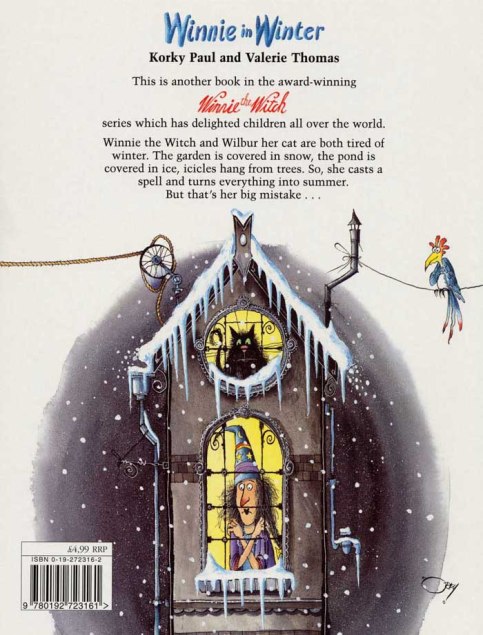 Winnie in Winter
Korky Paul and Valerie Thomas
This is another book in the award-winning
Winnie the Witch
series which has delighted children all over the world.
Winnie the Witch and Wilbur her cat are both tired of
winter. The garden is covered in snow, the pond is
covered in ice, icicles hang from trees. So, she casts a
spell and turns everything into summer.
But that's her big mistake . . .
£4.99 RRP
ISBN 0-19-272316-2
9 780192 723161 >